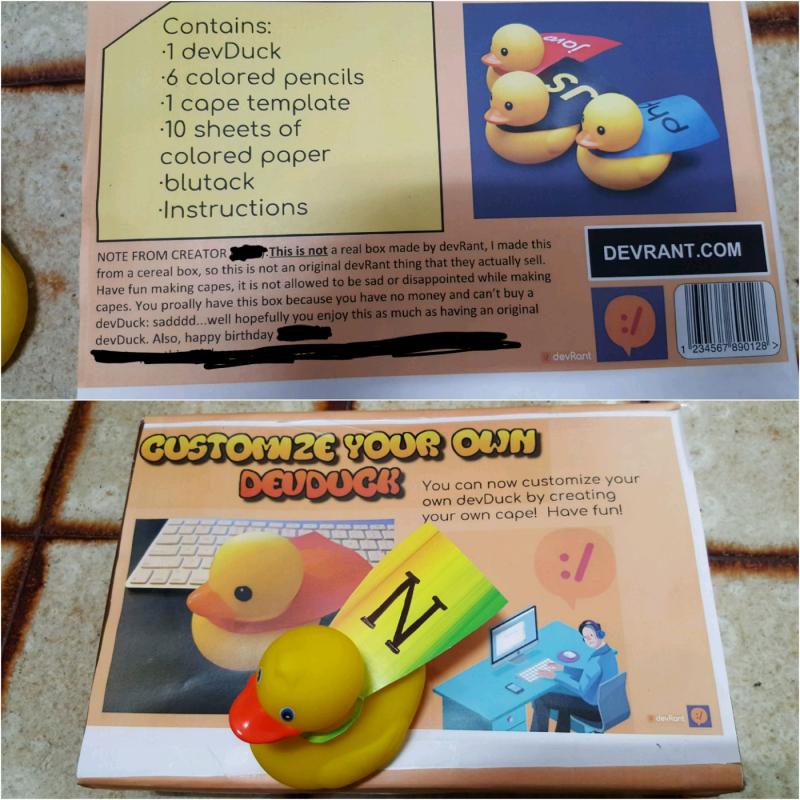 Contains:
·1 devDuck
·6 colored pencils
·1 cape template
·10 sheets of
colored paper
·blutack
·Instructions
java
JS
php
NOTE FROM CREATOR This is not a real box made by devRant, I made this
from a cereal box, so this is not an original devRant thing that they actually sell.
Have fun making capes, it is not allowed to be sad or disappointed while making
capes. You proally have this box because you have no money and can't buy a
devDuck: sadddd...well hopefully you enjoy this as much as having an original
devDuck. Also, happy birthday
DEVRANT.COM
:/
1 234567 890128 >
devRant
CUSTOMIZE YOUR OWN
DEVDUCK
You can now customize your
own devDuck by creating
your own cape! Have fun!
:/
N
devRant
:/